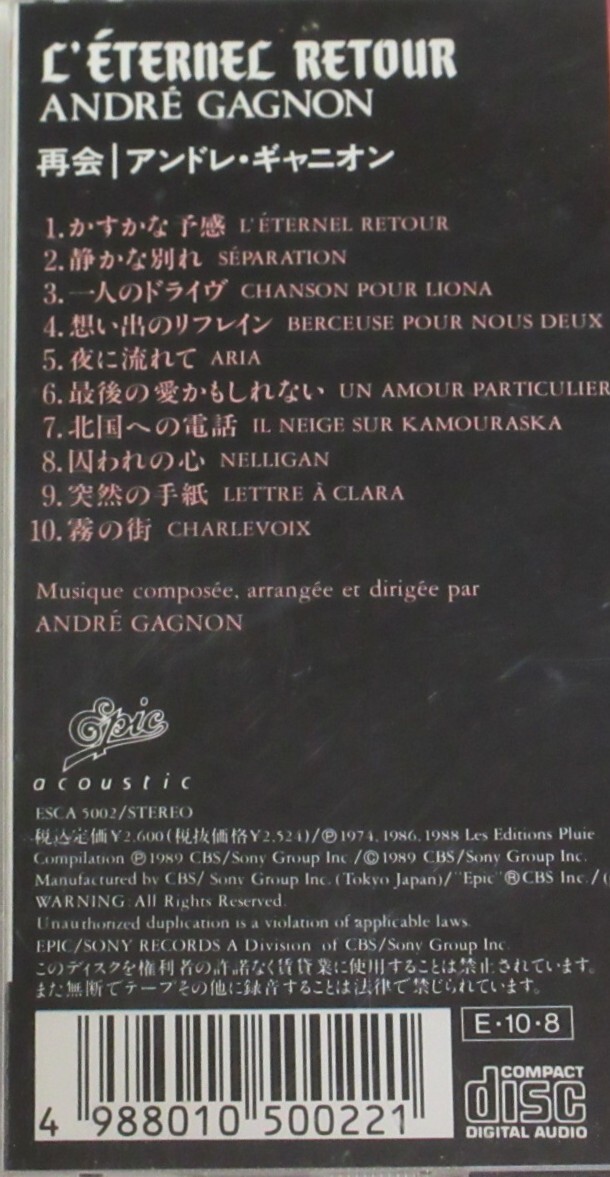 L'ÉTERNEL RETOUR
ANDRÉ GAGNON
再会|アンドレ・ギャニオン
1. かすかな予感 L'ÉTERNEL RETOUR
2. 静かな別れ SÉPARATION
3. 一人のドライヴ CHANSON POUR LIONA
4. 想い出のリフレイン BERCEUSE POUR NOUS DEUX
5. 夜に流れて ARIA
6. 最後の愛かもしれない UN AMOUR PARTICULIER
7. 北国への電話 IL NEIGE SUR KAMOURASKA
8. 囚われの心 NELLIGAN
9. 突然の手紙 LETTRE À CLARA
10. 霧の街 CHARLEVOIX
Musique composée, arrangée et dirigée par
ANDRÉ GAGNON
Epic
acoustic
ESCA 5002/STEREO
税込定価¥2,600(税抜価格¥2,524)/℗1974, 1986, 1988 Les Editions Pluie
Compilation ℗1989 CBS/Sony Group Inc./©1989 CBS/Sony Group Inc.
Manufactured by CBS/Sony Group Inc. (Tokyo Japan)/"Epic" ®CBS Inc./
WARNING: All Rights Reserved.
Unauthorized duplication is a violation of applicable laws.
EPIC/SONY RECORDS A Division of CBS/Sony Group Inc.
このディスクを権利者の許諾なく賃貸業に使用することは禁止されています。
また無断でテープその他に録音することは法律で禁じられています。
E・10・8
4 988010 500221
COMPACT
disc
DIGITAL AUDIO